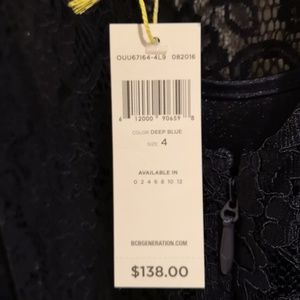 OUU67I64-4L9 082016
6 12000 90659 8
COLOR DEEP BLUE
SIZE 4
AVAILABLE IN
0 2 4 6 8 10 12
BCBGENERATION.COM
$138.00